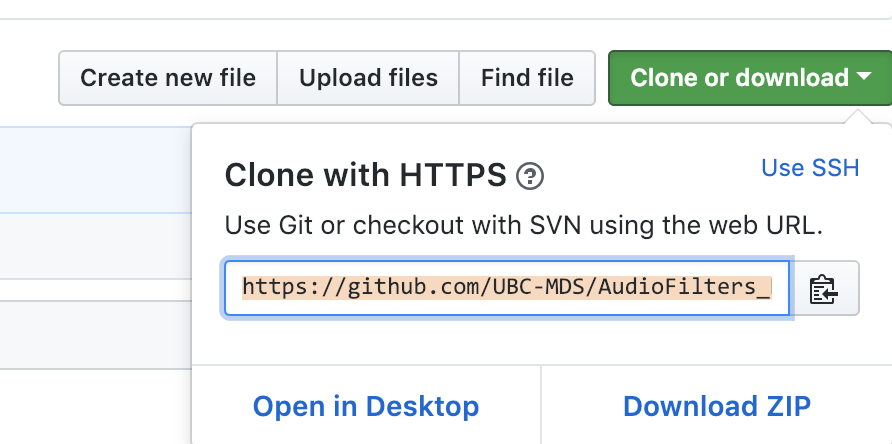 Create new file Upload files Find file Clone or download
Clone with HTTPS Use SSH
Use Git or checkout with SVN using the web URL.
https://github.com/UBC-MDS/AudioFilters_
Open in Desktop Download ZIP